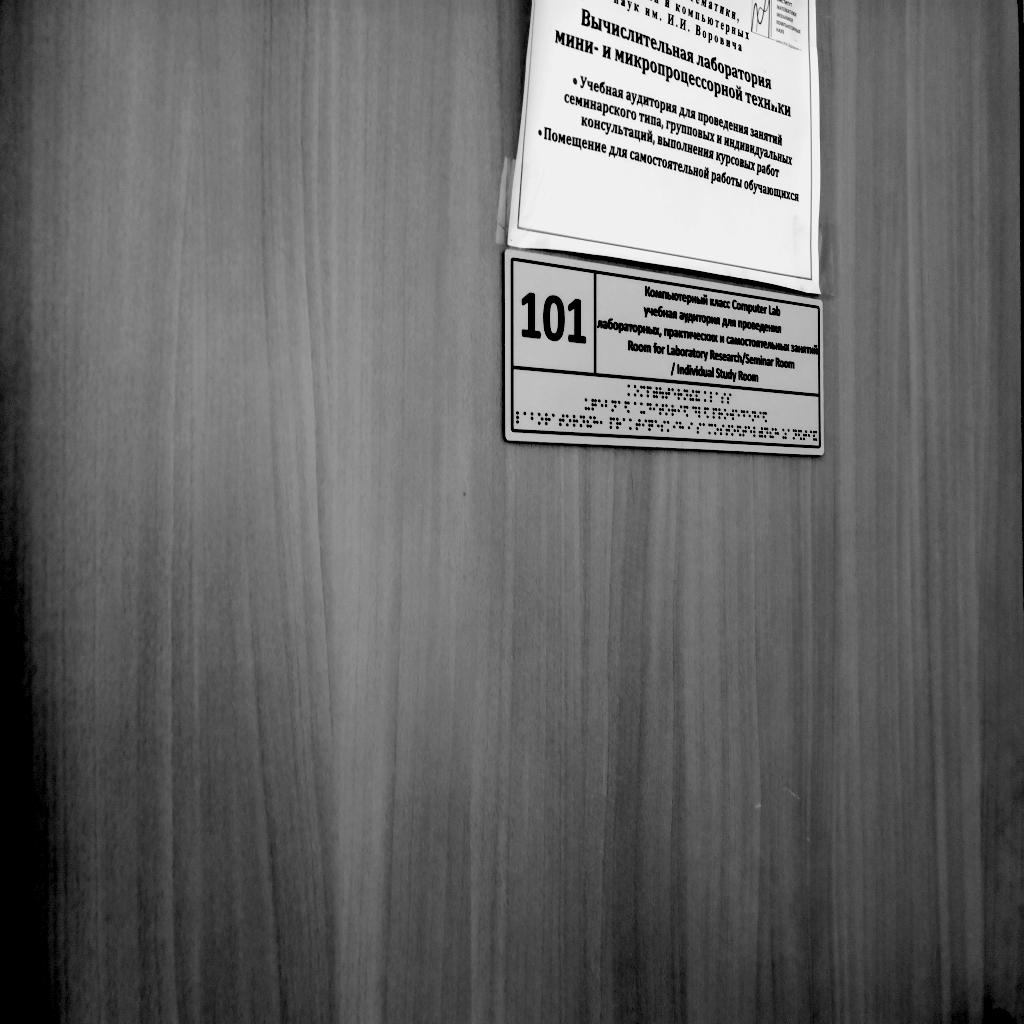 и компьютерных
наук им. И.И. Воровича
Вычислительная лаборатория
мини- и микропроцессорной техники
• Учебная аудитория для проведения занятий
семинарского типа, групповых и индивидуальных
консультаций, выполнения курсовых работ
• Помещение для самостоятельной работы обучающихся
101
Компьютерный класс Computer Lab
учебная аудитория для проведения
лабораторных, практических и самостоятельных занятий
Room for Laboratory Research/Seminar Room
/ Individual Study Room